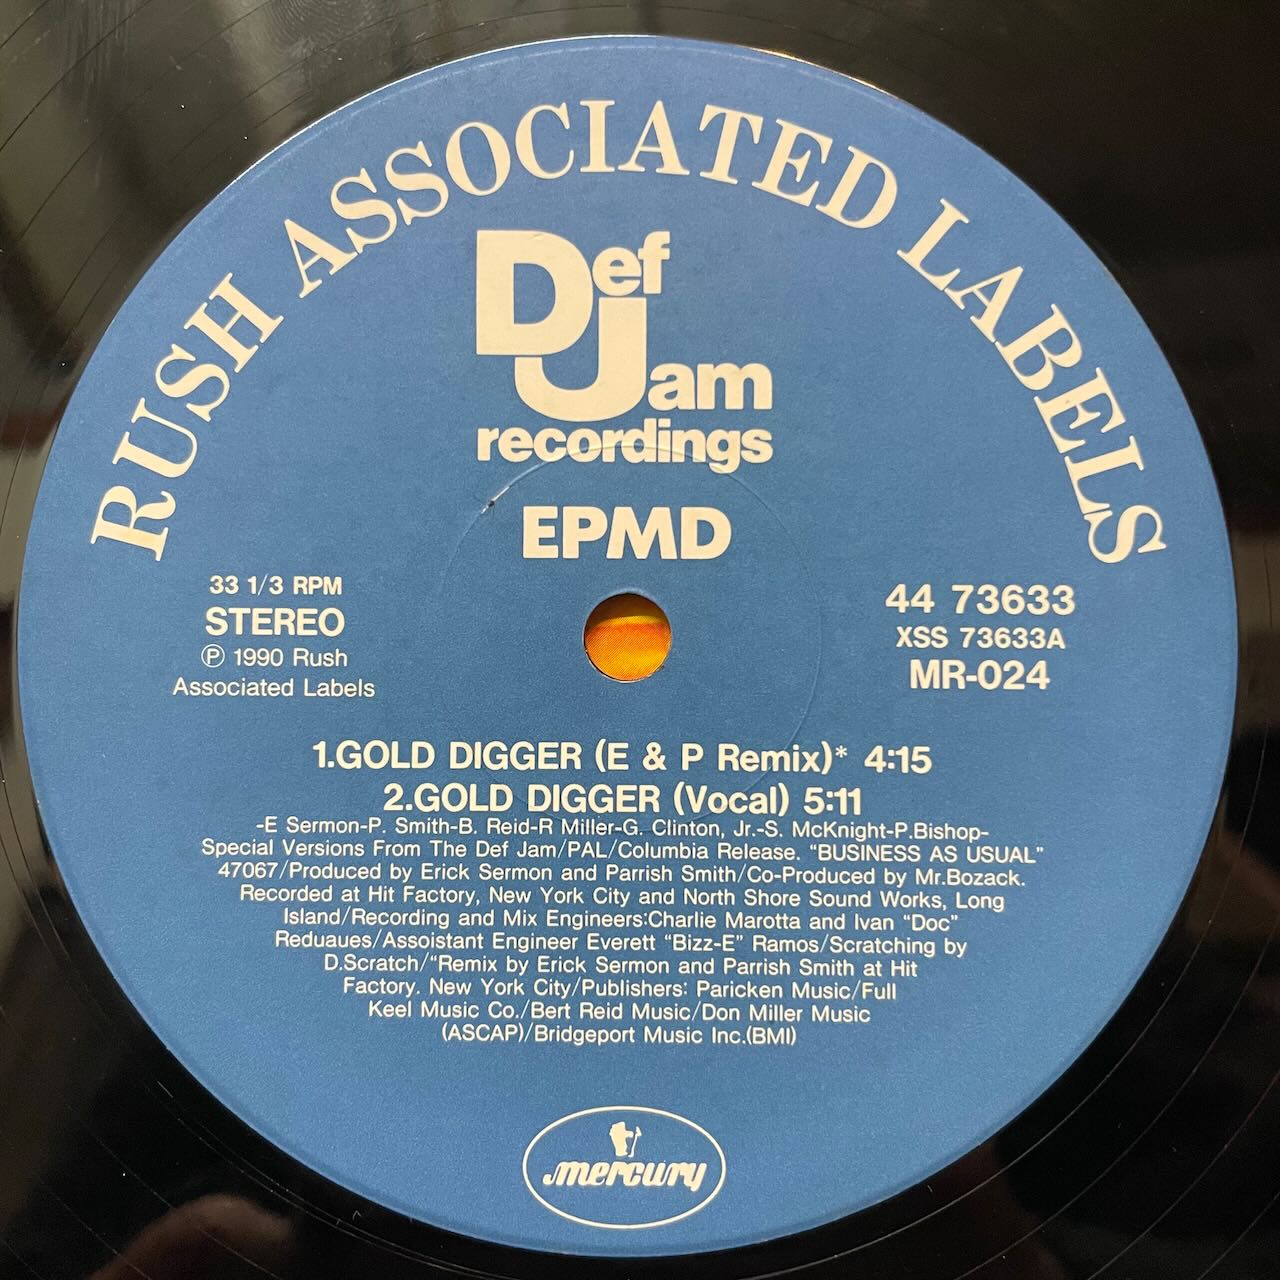 RUSH ASSOCIATED LABELS
Def
Jam
recordings
EPMD
33 1/3 RPM
STEREO
℗ 1990 Rush
Associated Labels
44 73633
XSS 73633A
MR-024
1.GOLD DIGGER (E & P Remix)* 4:15
2.GOLD DIGGER (Vocal) 5:11
-E Sermon-P. Smith-B. Reid-R Miller-G. Clinton, Jr.-S. McKnight-P.Bishop-
Special Versions From The Def Jam/PAL/Columbia Release. "BUSINESS AS USUAL"
47067/Produced by Erick Sermon and Parrish Smith/Co-Produced by Mr.Bozack.
Recorded at Hit Factory, New York City and North Shore Sound Works, Long
Island/Recording and Mix Engineers:Charlie Marotta and Ivan "Doc"
Reduaues/Assoistant Engineer Everett "Bizz-E" Ramos/Scratching by
D.Scratch/"Remix by Erick Sermon and Parrish Smith at Hit
Factory. New York City/Publishers: Paricken Music/Full
Keel Music Co./Bert Reid Music/Don Miller Music
(ASCAP)/Bridgeport Music Inc.(BMI)
mercury